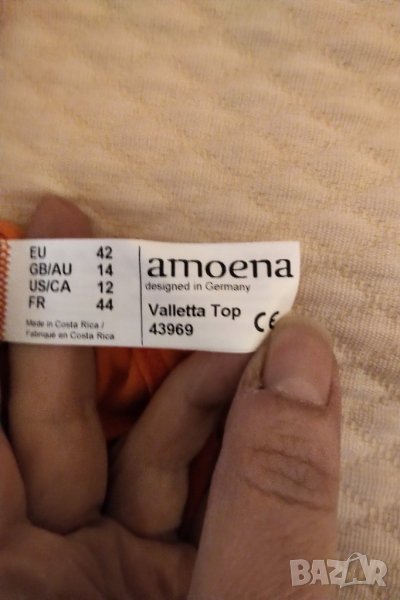 EU 42
GB/AU 14
US/CA 12
FR 44
Made in Costa Rica /
Fabriqué en Costa Rica
amoena
designed in Germany
Valletta Top
43969 CE
BAZAR